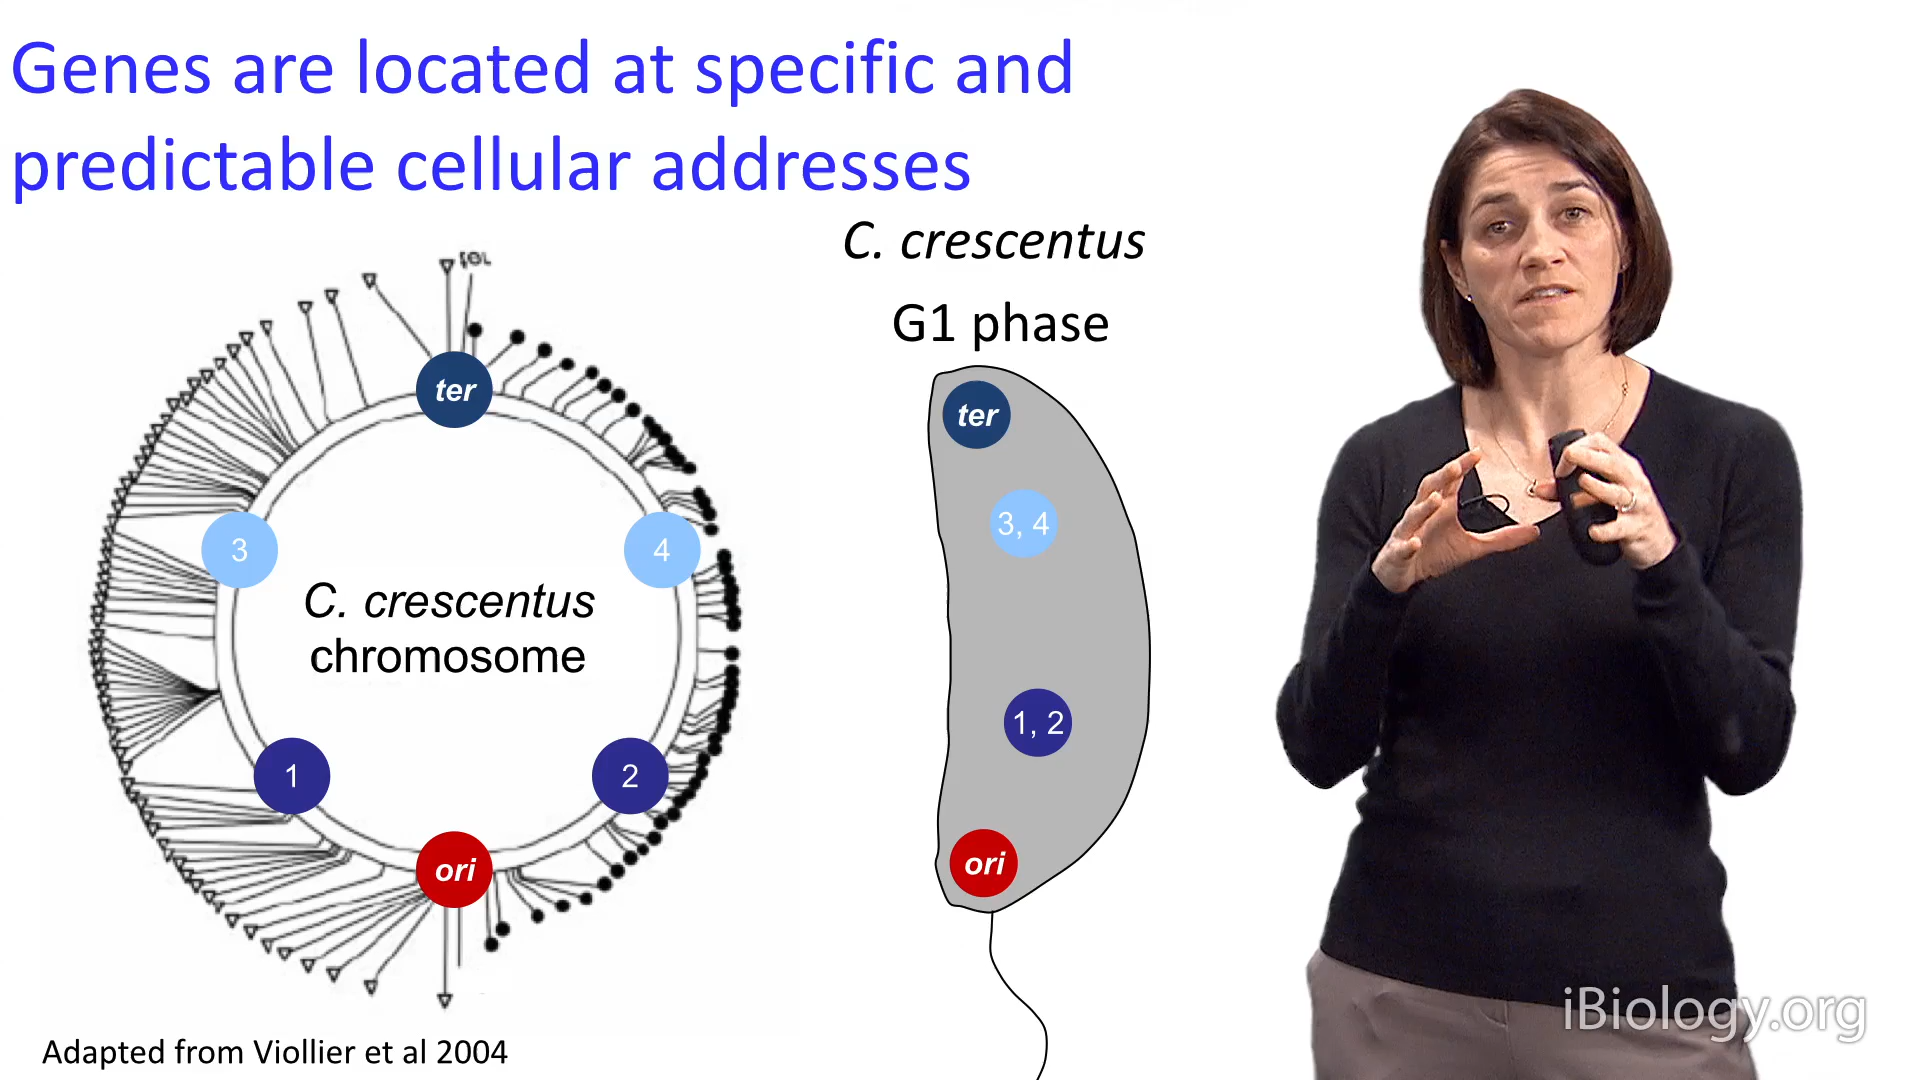 Genes are located at specific and
predictable cellular addresses
C. crescentus
G1 phase
ter
3
4
C. crescentus
chromosome
1
2
ori
ter
3, 4
1, 2
ori
Adapted from Viollier et al 2004
iBiology.org